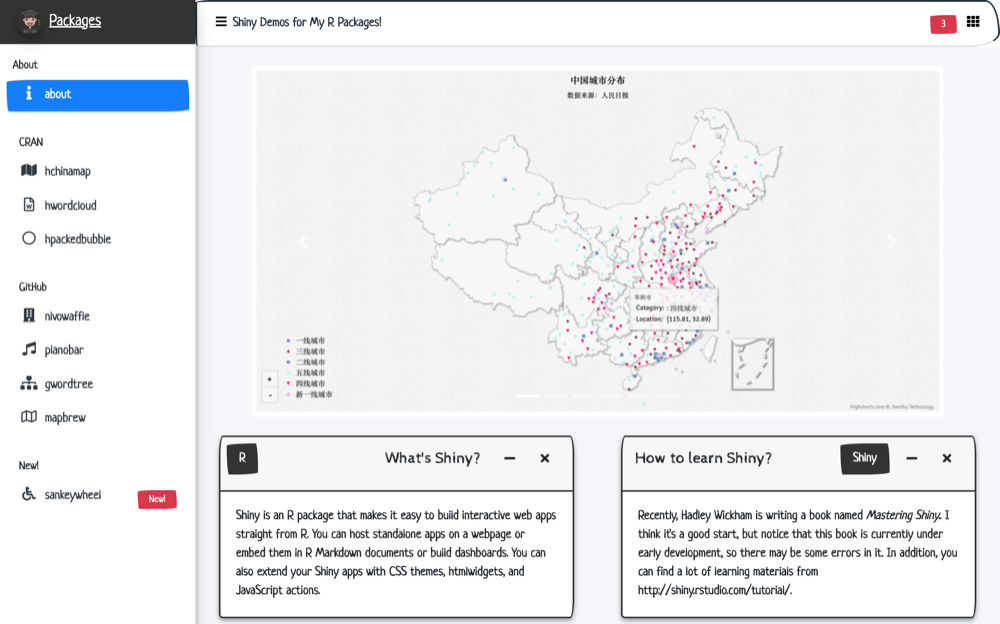 Packages
Shiny Demos for My R Packages!
3
About
about
CRAN
hchinamap
hwordcloud
hpackedbubble
GitHub
nivowaffle
pianobar
gwordtree
mapbrew
New!
sankeywheel
New!
中国城市分布
数据来源：人民日报
阜阳市
Catagory: : 四线城市
Location: (115.81, 32.89)
一线城市
三线城市
二线城市
五线城市
四线城市
新一线城市
+
-
Highcharts.com © Jiansha Technology
R
What's Shiny?
Shiny is an R package that makes it easy to build interactive web apps
straight from R. You can host standalone apps on a webpage or
embed them in R Markdown documents or build dashboards. You can
also extend your Shiny apps with CSS themes, htmlwidgets, and
JavaScript actions.
How to learn Shiny?
Shiny
Recently, Hadley Wickham is writing a book named Mastering Shiny. I
think it's a good start, but notice that this book is currently under
early development, so there may be some errors in it. In addition, you
can find a lot of learning materials from
http://shiny.rstudio.com/tutorial/.